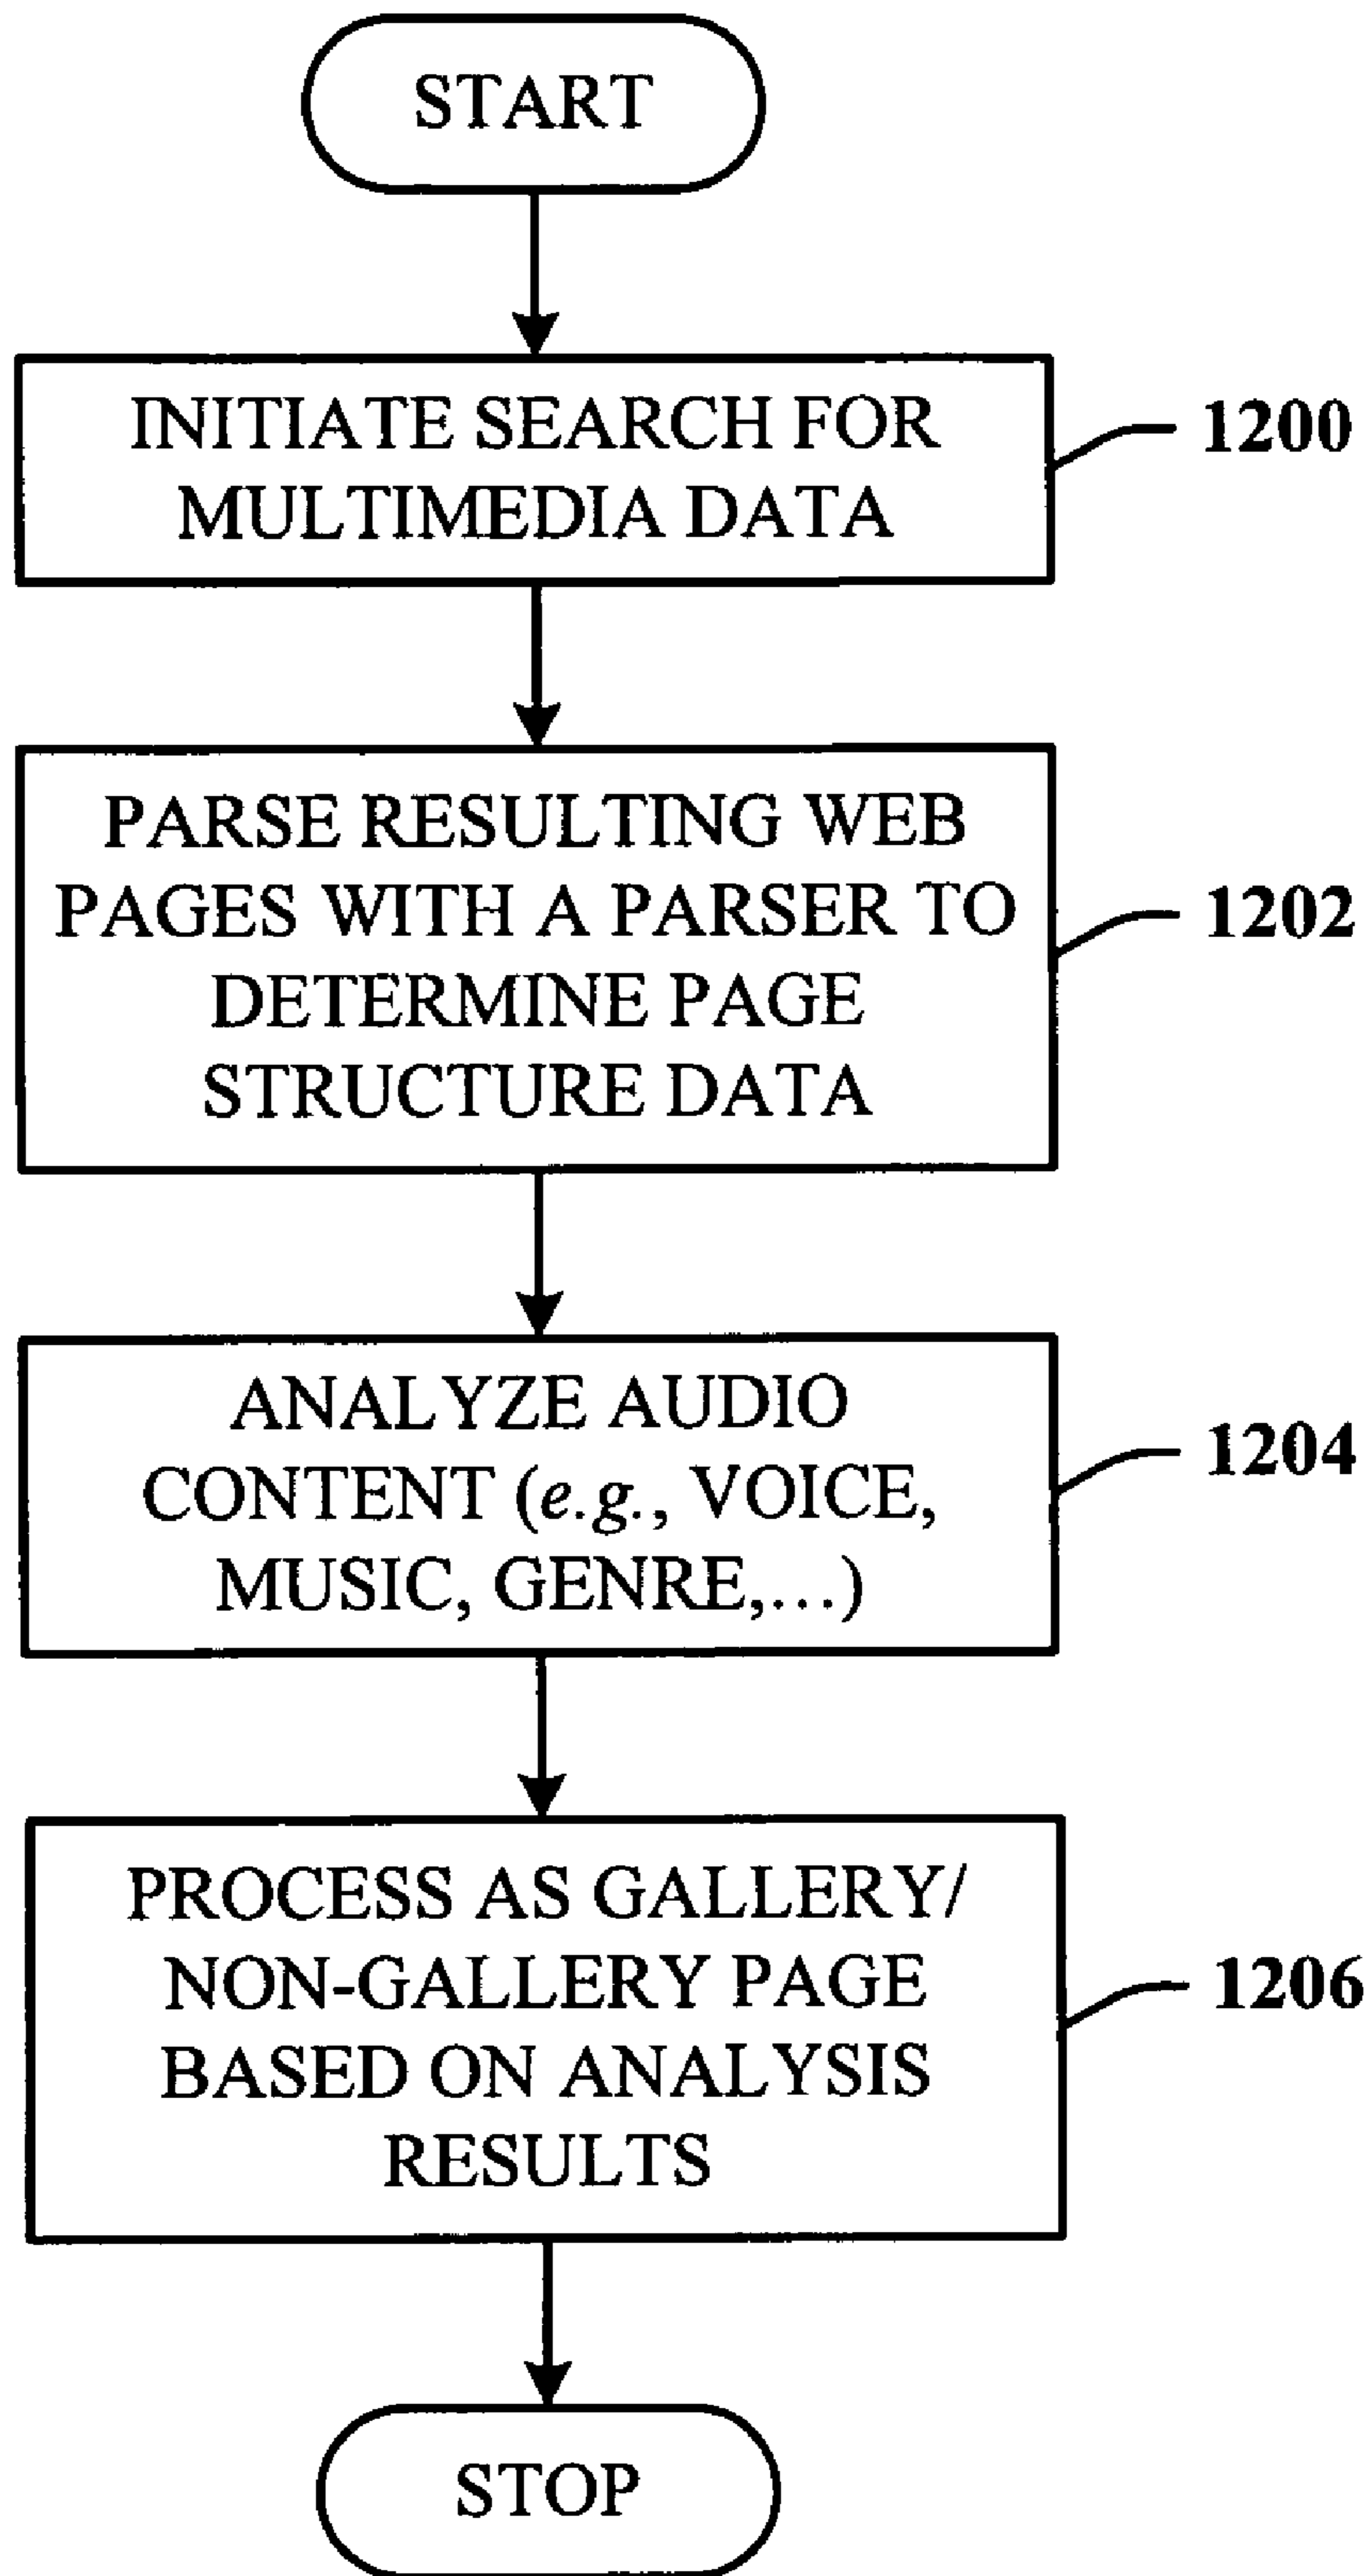 START
INITIATE SEARCH FOR
MULTIMEDIA DATA
1200
PARSE RESULTING WEB
PAGES WITH A PARSER TO
DETERMINE PAGE
STRUCTURE DATA
1202
ANALYZE AUDIO
CONTENT (e.g., VOICE,
MUSIC, GENRE,...)
1204
PROCESS AS GALLERY/
NON-GALLERY PAGE
BASED ON ANALYSIS
RESULTS
1206
STOP